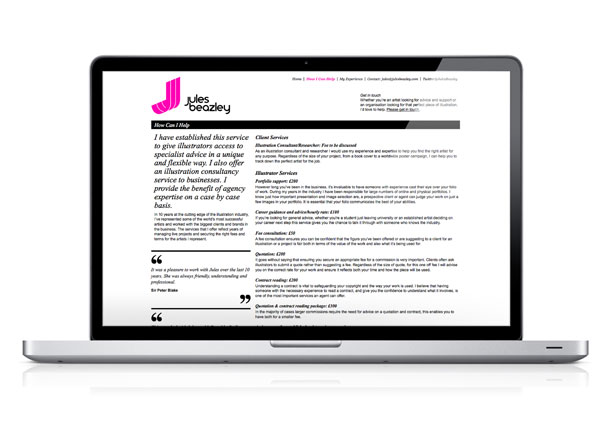 Home | How I Can Help | My Experience | Contact: jules@julesbeazley.com | Twitter@julesbeazley
jules
beazley
Get in touch
Whether you're an artist looking for advice and support or
an organisation looking for that perfect piece of illustration,
I'd love to help. Please get in touch.
How Can I Help
I have established this service
to give illustrators access to
specialist advice in a unique
and flexible way. I also offer
an illustration consultancy
service to businesses. I
provide the benefit of agency
expertise on a case by case
basis.
In 10 years at the cutting edge of the illustration industry,
I've represented some of the world's most successful
artists and worked with the biggest clients and brands in
the business. The services that I offer reflect years of
managing live projects and securing the right fees and
terms for the artists I represent.
“
It was a pleasure to work with Jules over the last 10
years. She was always friendly, understanding and
professional.
Sir Peter Blake
”
“
Client Services
Illustration Consultant/Researcher: Fee to be discussed
As an illustration consultant and researcher I would use my experience and expertise to help you find the right artist for
any purpose. Regardless of the size of your project, from a book cover to a worldwide poster campaign, I can help you to
track down the perfect artist for the job.
Illustrator Services
Portfolio support: £200
However long you've seen in the business, it's invaluable to have someone with experience cast their eye over your folio
of work. During my years in the industry I have been responsible for large numbers of online and physical portfolios. I
know just how important presentation and image selection are, a prospective client or agent can judge your work on just a
few images in your portfolio. It is essential that your folio communicates the best of your abilities.
Career guidance and advice/hourly rate: £100
If you're looking for general advice, whether you're a student just leaving university or an established artist deciding on
your career next step this service gives you the chance to talk it through with someone who knows the industry.
Fee consultation: £50
A fee consultation ensures you can be confident that the figure you've been offered or are suggesting to a client for an
illustration or a project is fair both in terms of the value of the work and also what it's being used for.
Quotation: £200
It goes without saying that ensuring you secure an appropriate fee for a commission is very important. Clients often ask
illustrators to submit a quote rather than suggesting a fee. Regardless of the size of quote, for this one off fee I will advise
you on the correct rate for your work and ensure it reflects both your time and how the piece will be used.
Contract reading: £200
Understanding a contract is vital to safeguarding your copyright and the way your work is used. I believe that having
someone with the necessary experience to read a contract, and give you the confidence to understand what it involves, is
one of the most important services an agent can offer.
Quotation & contract reading package: £300
In the majority of cases larger commissions require the need for advice on a quotation and contract, this enables you to
have both for a smaller fee.